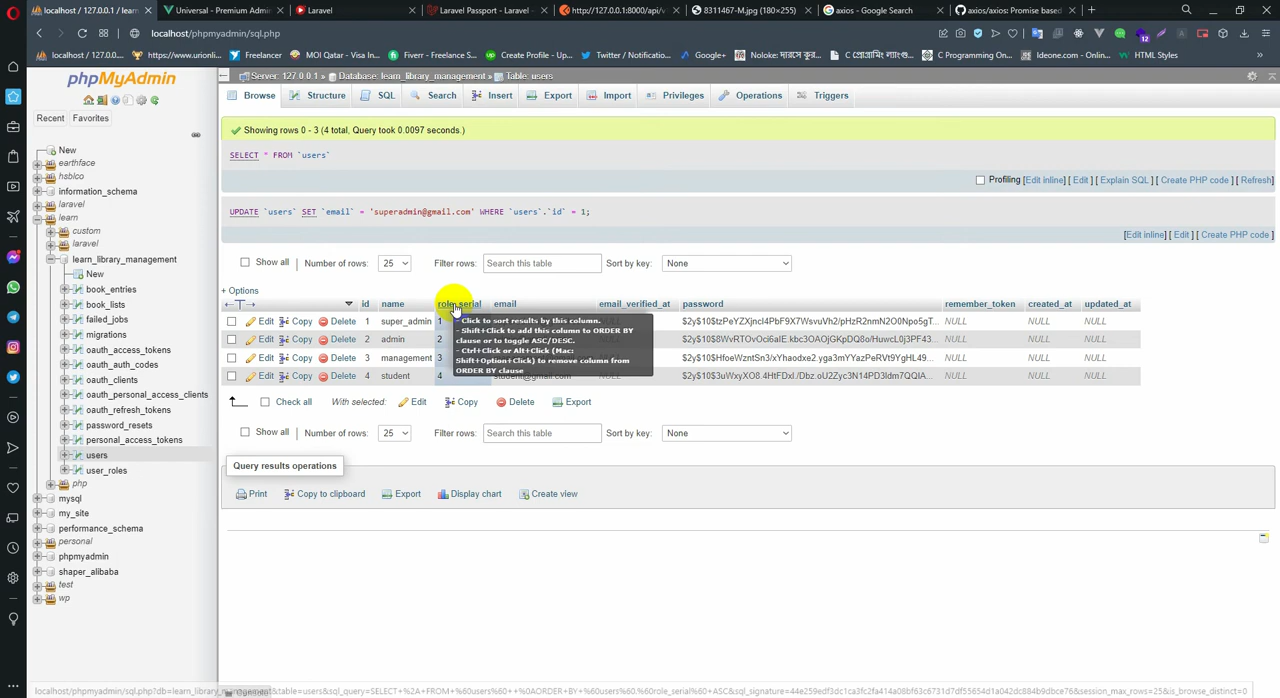 localhost / 127.0.0.1 / learn
Universal - Premium Admin
Laravel
Laravel Passport - Laravel
http://127.0.0.1:8000/api/v
8311467-M.jpg (180×255)
axios - Google Search
axios/axios: Promise based
localhost/phpmyadmin/sql.php
12
localhost / 127.0.0...
https://www.urionli...
Freelancer
MOI Qatar - Visa In...
Fiverr - Freelance S...
Create Profile - Up...
Twitter / Notificatio...
Google+
C Programming On...
Ideone.com - Onlin...
HTML Styles
phpMyAdmin
Recent Favorites
New
earthface
hsblco
information_schema
laravel
learn
custom
laravel
learn_library_management
New
book_entries
book_lists
failed_jobs
migrations
oauth_access_tokens
oauth_auth_codes
oauth_clients
oauth_personal_access_clients
oauth_refresh_tokens
password_resets
personal_access_tokens
users
user_roles
php
mysql
my_site
performance_schema
personal
phpmyadmin
shaper_alibaba
test
wp
Server: 127.0.0.1 » Database: learn_library_management » Table: users
Browse Structure SQL Search Insert Export Import Privileges Operations Triggers
Showing rows 0 - 3 (4 total, Query took 0.0097 seconds.)
SELECT * FROM `users`
Profiling [Edit inline] [ Edit ] [ Explain SQL ] [ Create PHP code ] [ Refresh]
UPDATE `users` SET `email` = 'superadmin@gmail.com' WHERE `users`.`id` = 1;
[Edit inline] [ Edit ] [ Create PHP code ]
Show all Number of rows: 25 Filter rows: Search this table Sort by key: None
+ Options
←T→ id name role_serial email email_verified_at password remember_token created_at updated_at
Edit Copy Delete 1 super_admin 1 NULL NULL NULL
Edit Copy Delete 2 admin 2 NULL NULL NULL
Edit Copy Delete 3 management 3 NULL NULL NULL
Edit Copy Delete 4 student 4 student@gmail.com NULL NULL NULL NULL
- Click to sort results by this column.
- Shift+Click to add this column to ORDER BY
clause or to toggle ASC/DESC.
- Ctrl+Click or Alt+Click (Mac:
Shift+Option+Click) to remove column from
ORDER BY clause
Check all With selected: Edit Copy Delete Export
Show all Number of rows: 25 Filter rows: Search this table Sort by key: None
Query results operations
Print Copy to clipboard Export Display chart Create view